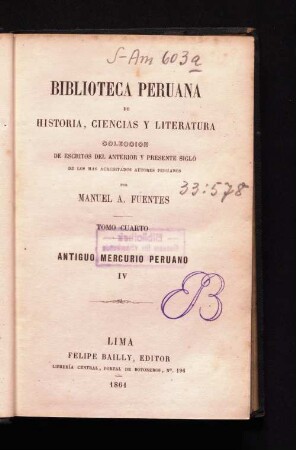 S-Am 603a
BIBLIOTECA PERUANA
DE
HISTORIA, CIENCIAS Y LITERATURA
COLECCION
DE ESCRITOS DEL ANTERIOR Y PRESENTE SIGLO
DE LOS MAS ACREDITADOS AUTORES PERUANOS
POR
MANUEL A. FUENTES
33:578
TOMO CUARTO
ANTIGUO MERCURIO PERUANO
IV
LIMA
FELIPE BAILLY, EDITOR
LIBRERÍA CENTRAL, PORTAL DE BOTONEROS, Nº. 196
1864